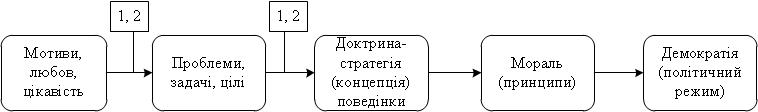 1, 2
1, 2
Мотиви,
любов,
цікавість
Проблеми,
задачі, цілі
Доктрина-
стратегія
(концепція)
поведінки
Мораль
(принципи)
Демократія
(політичний
режим)